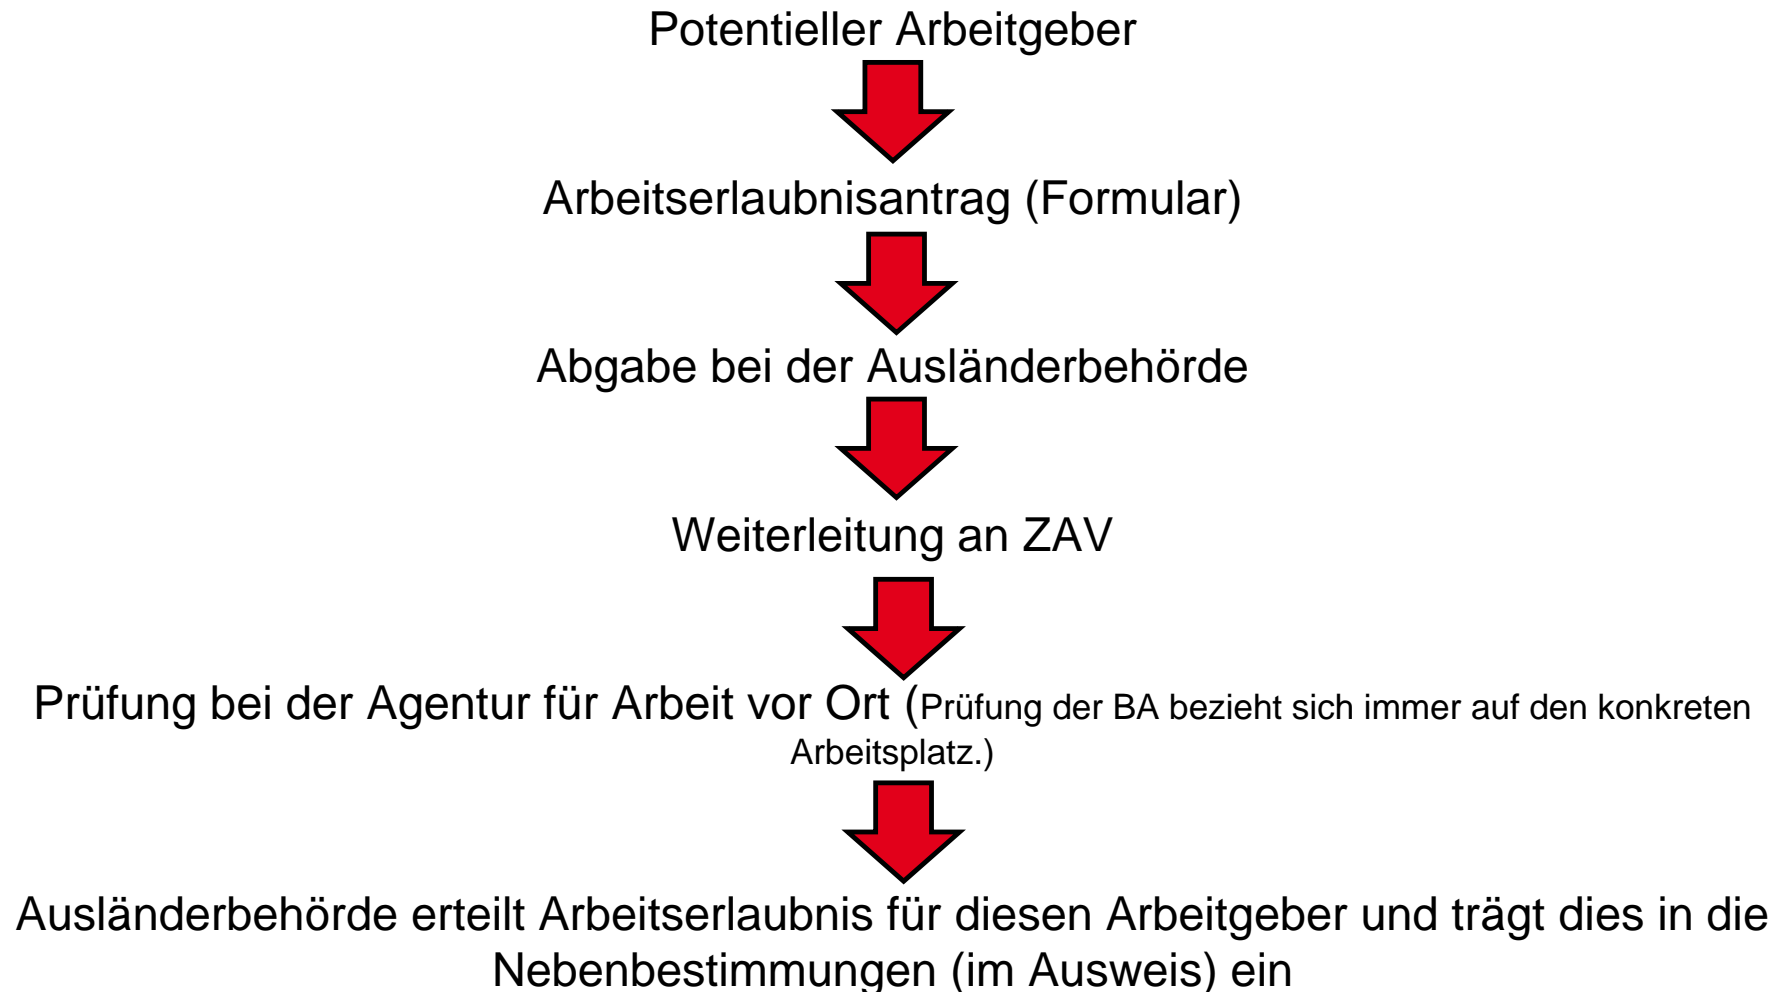 Potentieller Arbeitgeber
Arbeitserlaubnisantrag (Formular)
Abgabe bei der Ausländerbehörde
Weiterleitung an ZAV
Prüfung bei der Agentur für Arbeit vor Ort (Prüfung der BA bezieht sich immer auf den konkreten
Arbeitsplatz.)
Ausländerbehörde erteilt Arbeitserlaubnis für diesen Arbeitgeber und trägt dies in die
Nebenbestimmungen (im Ausweis) ein